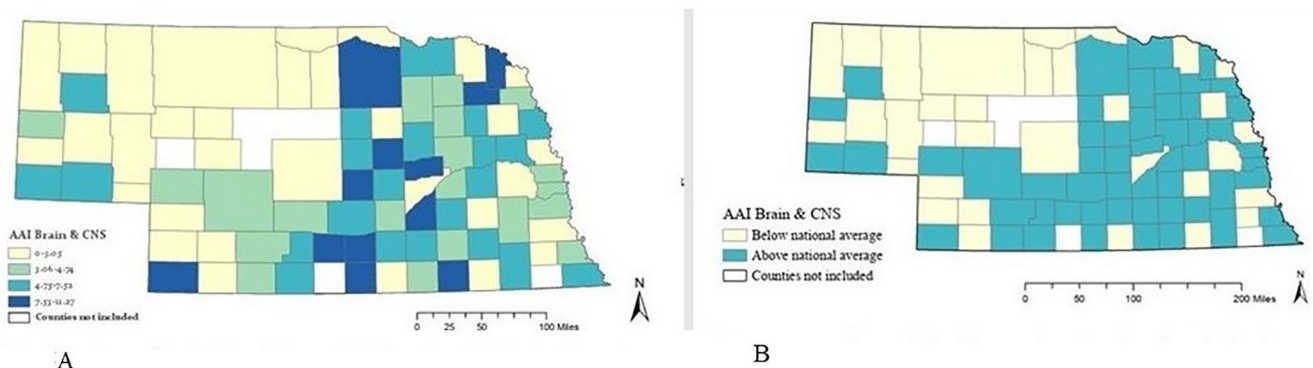 AAI Brain & CNS
0-3.05
3.06-4.74
4.75-7.52
7.53-11.27
Counties not included
N
0 25 50 100 Miles
A
AAI Brain & CNS
Below national average
Above national average
Counties not included
N
0 50 100 200 Miles
B